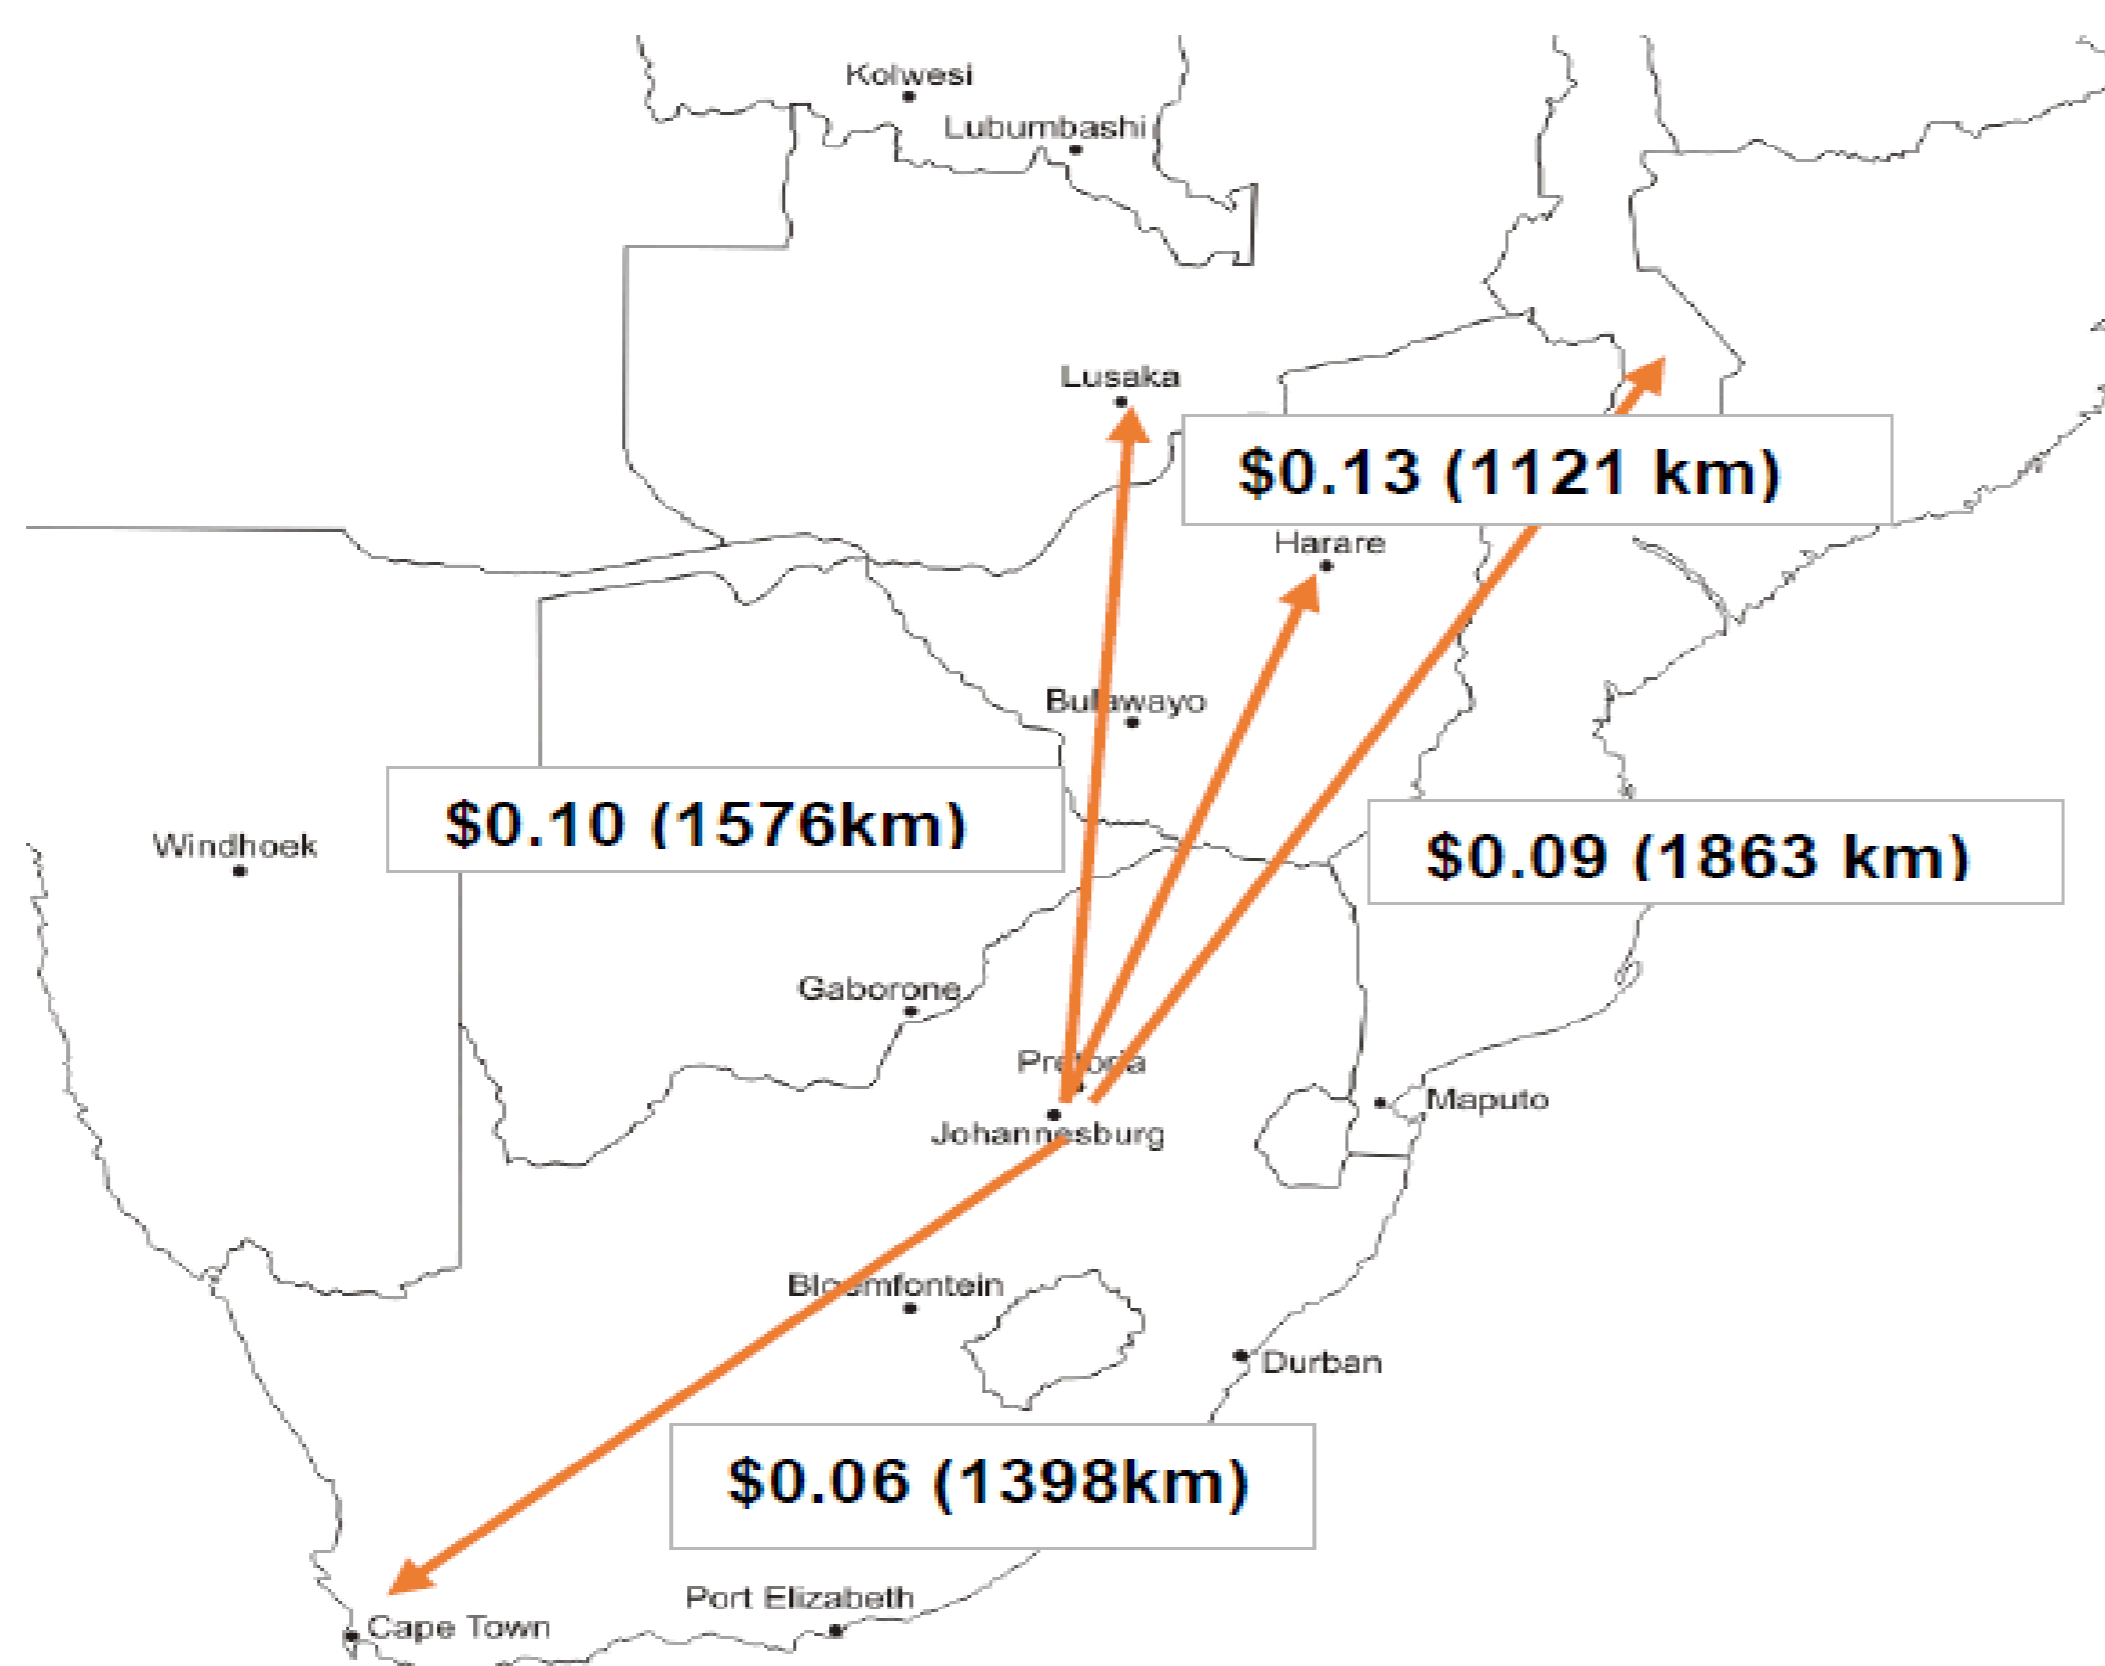 Kolwesi
Lubumbashi
Lusaka
$0.13 (1121 km)
Harare
Bulawayo
$0.10 (1576km)
Windhoek
$0.09 (1863 km)
Gaborone
Pretoria
Maputo
Johannesburg
Bloemfontein
Durban
$0.06 (1398km)
Port Elizabeth
Cape Town